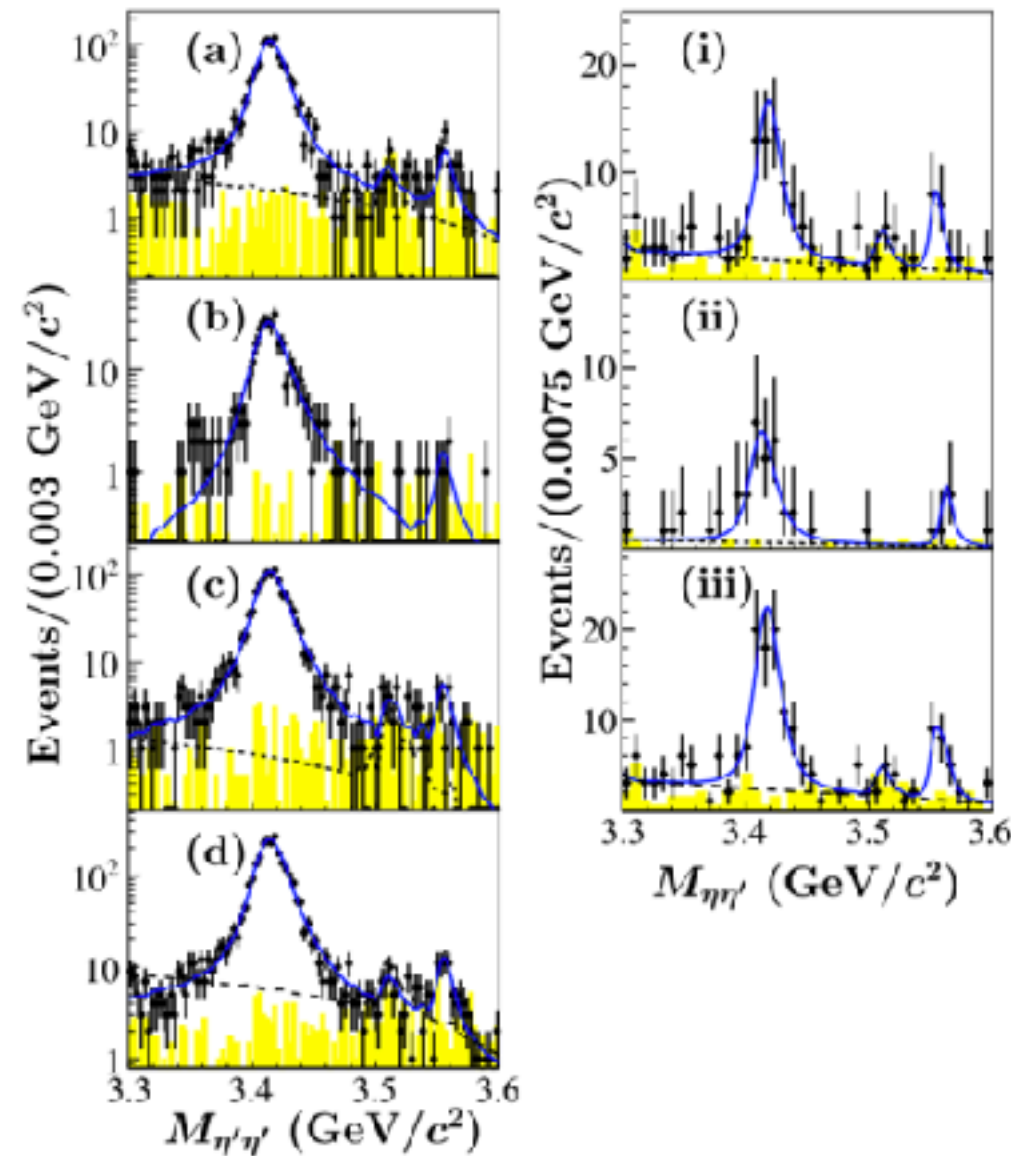 Events/(0.003 GeV/c²)
(a)
10²
10
1
(b)
10
1
(c)
10²
10
1
(d)
10²
10
1
3.3 3.4 3.5 3.6
M_η′η′ (GeV/c²)
Events/(0.0075 GeV/c²)
(i)
20
10
(ii)
10
5
(iii)
20
10
3.3 3.4 3.5 3.6
M_ηη′ (GeV/c²)